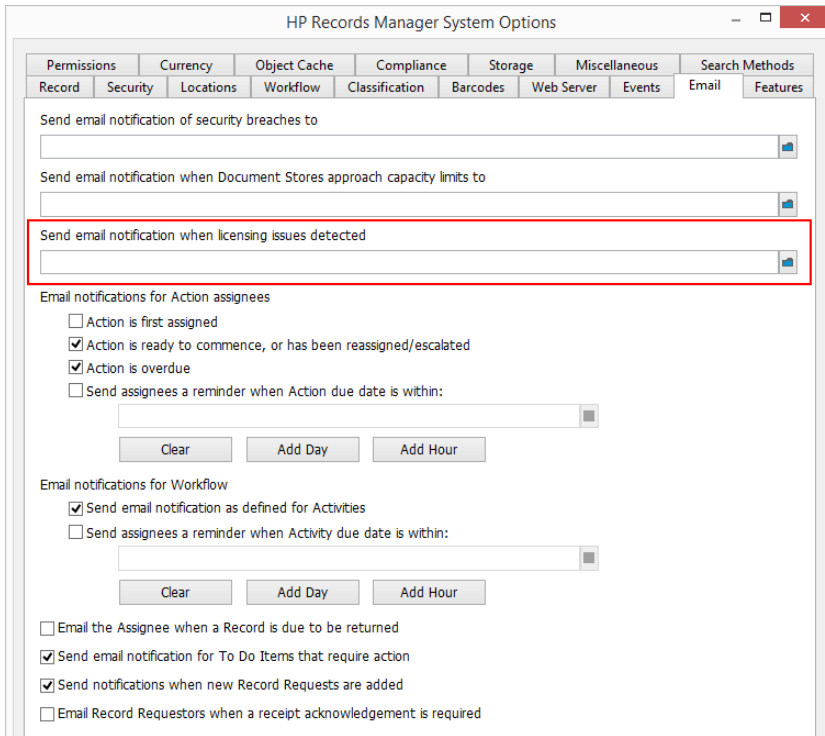 HP Records Manager System Options
Permissions Currency Object Cache Compliance Storage Miscellaneous Search Methods
Record Security Locations Workflow Classification Barcodes Web Server Events Email Features
Send email notification of security breaches to
Send email notification when Document Stores approach capacity limits to
Send email notification when licensing issues detected
Email notifications for Action assignees
Action is first assigned
Action is ready to commence, or has been reassigned/escalated
Action is overdue
Send assignees a reminder when Action due date is within:
Clear Add Day Add Hour
Email notifications for Workflow
Send email notification as defined for Activities
Send assignees a reminder when Activity due date is within:
Clear Add Day Add Hour
Email the Assignee when a Record is due to be returned
Send email notification for To Do Items that require action
Send notifications when new Record Requests are added
Email Record Requestors when a receipt acknowledgement is required